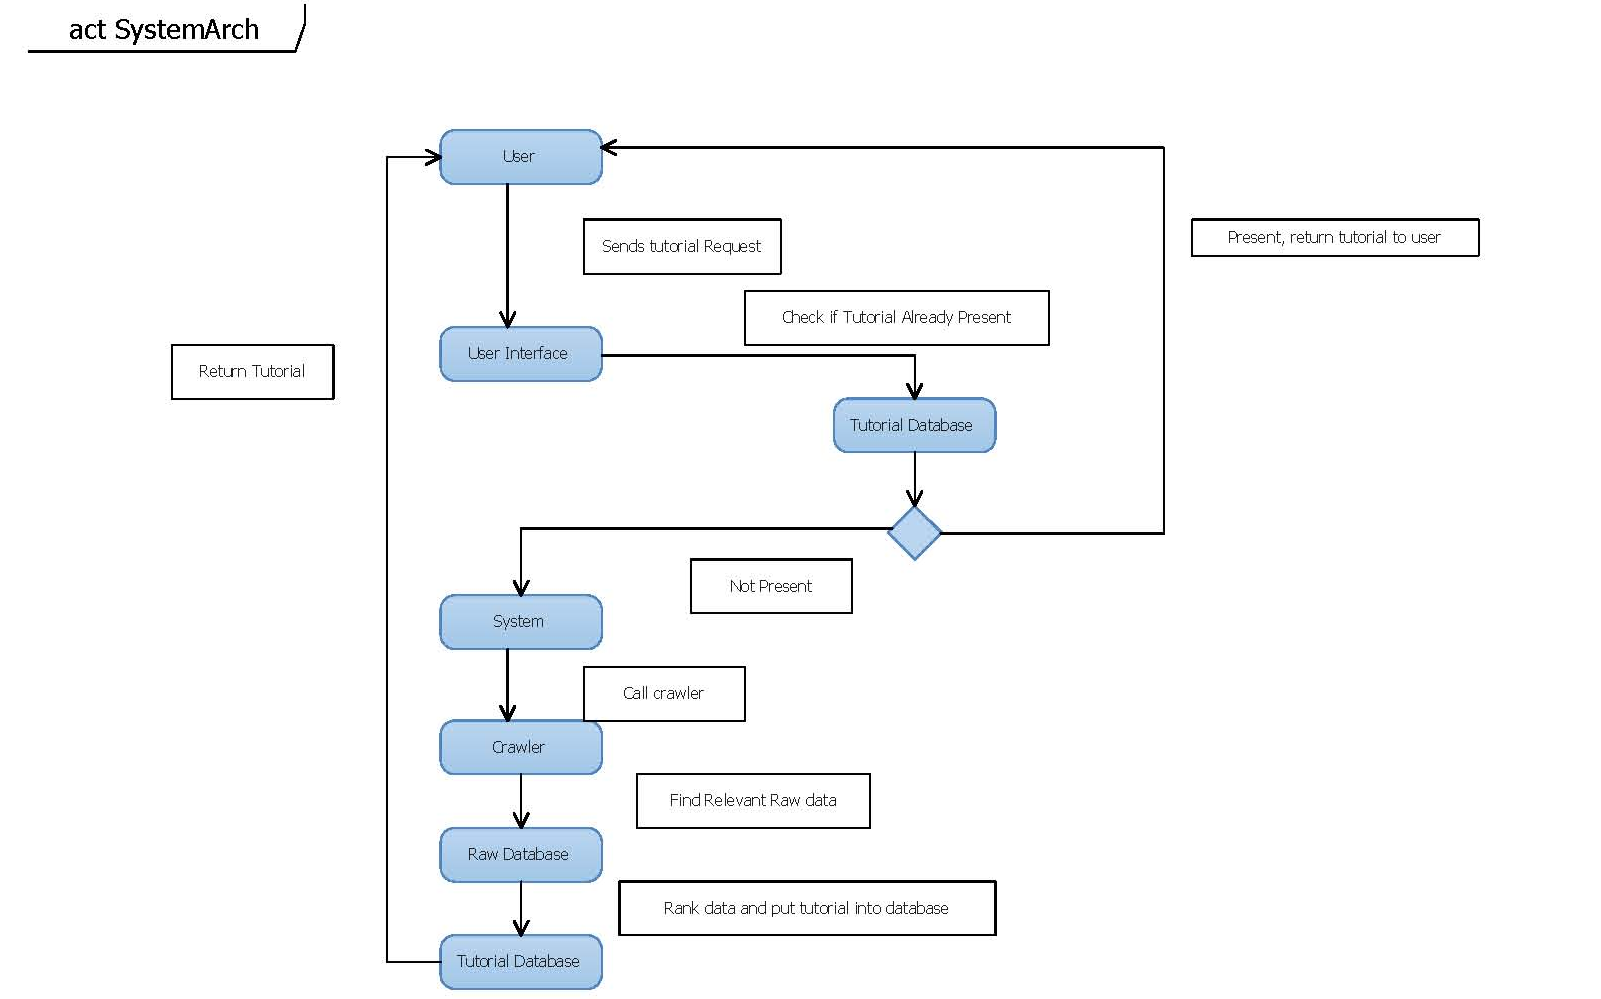 act SystemArch
User
Sends tutorial Request
Present, return tutorial to user
Check if Tutorial Already Present
User Interface
Return Tutorial
Tutorial Database
Not Present
System
Call crawler
Crawler
Find Relevant Raw data
Raw Database
Rank data and put tutorial into database
Tutorial Database